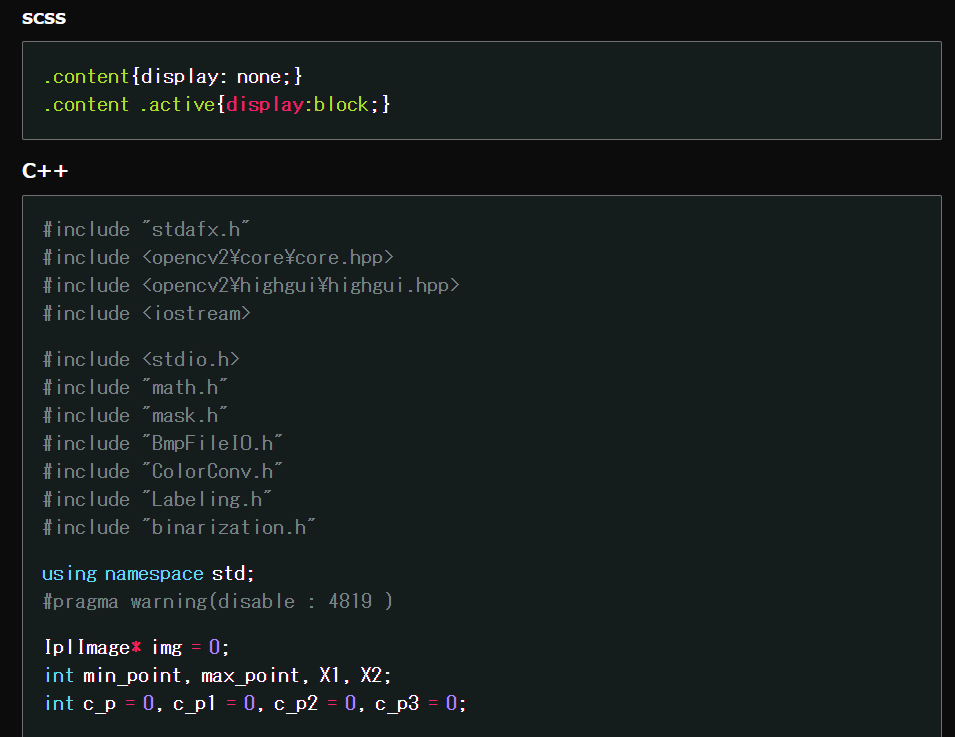 scss
.content{display: none;}
.content .active{display:block;}
C++
#include "stdafx.h"
#include <opencv2¥core¥core.hpp>
#include <opencv2¥highgui¥highgui.hpp>
#include <iostream>
#include <stdio.h>
#include "math.h"
#include "mask.h"
#include "BmpFileIO.h"
#include "ColorConv.h"
#include "Labeling.h"
#include "binarization.h"
using namespace std;
#pragma warning(disable : 4819 )
IplImage* img = 0;
int min_point, max_point, X1, X2;
int c_p = 0, c_p1 = 0, c_p2 = 0, c_p3 = 0;